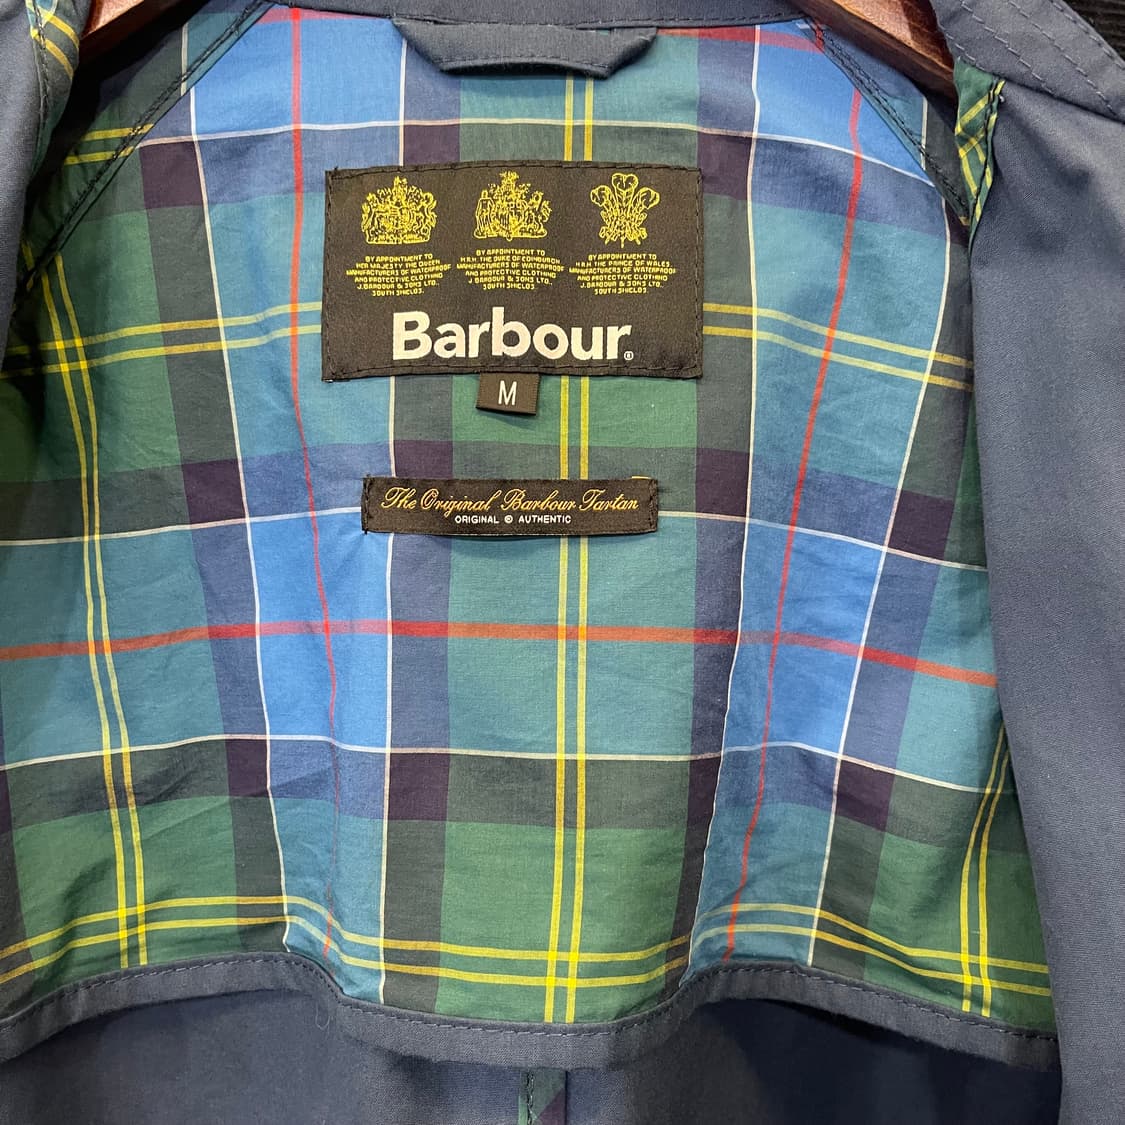 BY APPOINTMENT TO
HER MAJESTY THE QUEEN
MANUFACTURERS OF WATERPROOF
AND PROTECTIVE CLOTHING
J. BARBOUR & SONS LTD.
SOUTH SHIELDS.
BY APPOINTMENT TO
H.R.H. THE DUKE OF EDINBURGH
MANUFACTURERS OF WATERPROOF
AND PROTECTIVE CLOTHING
J. BARBOUR & SONS LTD.
SOUTH SHIELDS.
BY APPOINTMENT TO
H.R.H. THE PRINCE OF WALES
MANUFACTURERS OF WATERPROOF
AND PROTECTIVE CLOTHING
J. BARBOUR & SONS LTD.
SOUTH SHIELDS.
Barbour.®
M
The Original Barbour Tartan
ORIGINAL © AUTHENTIC